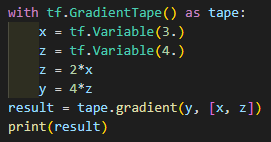 with tf.GradientTape() as tape:
    x = tf.Variable(3.)
    z = tf.Variable(4.)
    z = 2*x
    y = 4*z
result = tape.gradient(y, [x, z])
print(result)